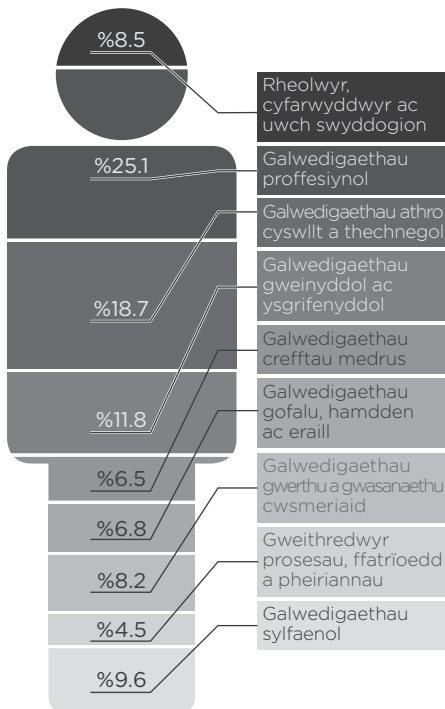 %8.5
Rheolwyr,
cyfarwyddwyr ac
uwch swyddogion
%25.1
Galwedigaethau
proffesiynol
%18.7
Galwedigaethau athro
cyswllt a thechnegol
%11.8
Galwedigaethau
gweinyddol ac
ysgrifenyddol
%6.5
Galwedigaethau
crefftau medrus
%6.8
Galwedigaethau
gofalu, hamdden
ac eraill
%8.2
Galwedigaethau
gwerthu a gwasanaethu
cwsmeriaid
%4.5
Gweithredwyr
prosesau, ffatrïoedd
a pheiriannau
%9.6
Galwedigaethau
sylfaenol